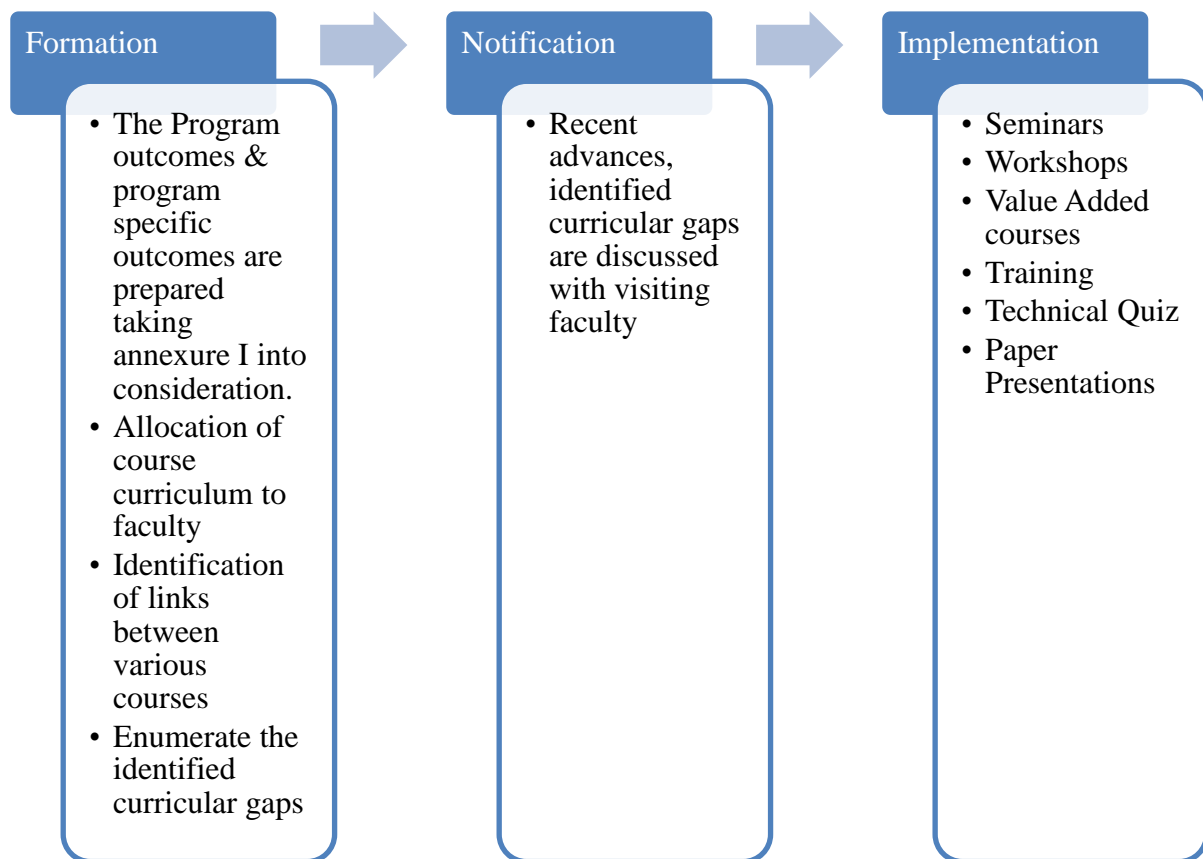 Formation
• The Program
outcomes &
program
specific
outcomes are
prepared
taking
annexure I into
consideration.
• Allocation of
course
curriculum to
faculty
• Identification
of links
between
various
courses
• Enumerate the
identified
curricular gaps
Notification
• Recent
advances,
identified
curricular gaps
are discussed
with visiting
faculty
Implementation
• Seminars
• Workshops
• Value Added
courses
• Training
• Technical Quiz
• Paper
Presentations